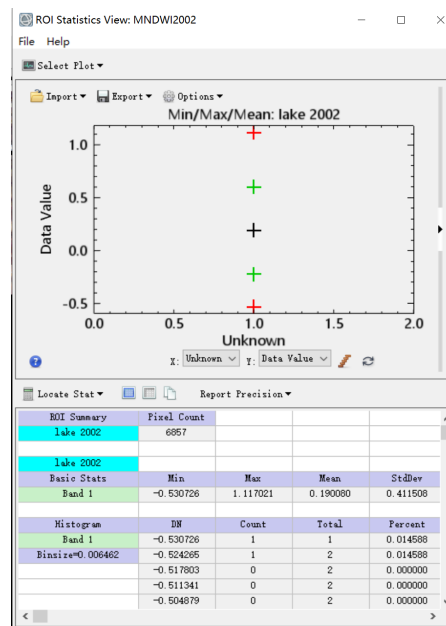 ROI Statistics View: MNDWI2002
File Help
Select Plot
Import Export Options
Min/Max/Mean: lake 2002
1.0
0.5
0.0
-0.5
Data Value
0.0 0.5 1.0 1.5 2.0
Unknown
X: Unknown Y: Data Value
Locate Stat Report Precision
ROI Summary Pixel Count
lake 2002 6857
lake 2002
Basic Stats Min Max Mean StdDev
Band 1 -0.530726 1.117021 0.190080 0.411508
Histogram DN Count Total Percent
Band 1 -0.530726 1 1 0.014588
Binsize=0.006462 -0.524265 1 2 0.014588
-0.517803 0 2 0.000000
-0.511341 0 2 0.000000
-0.504879 0 2 0.000000